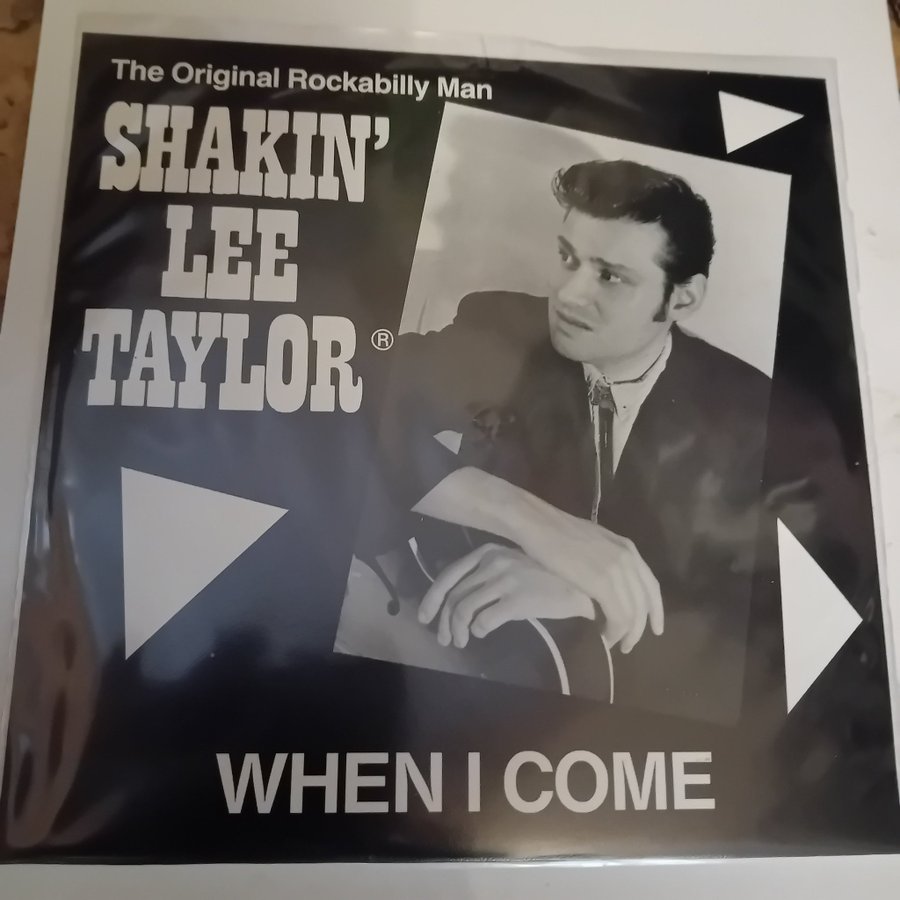 The Original Rockabilly Man
SHAKIN'
LEE
TAYLOR®
WHEN I COME